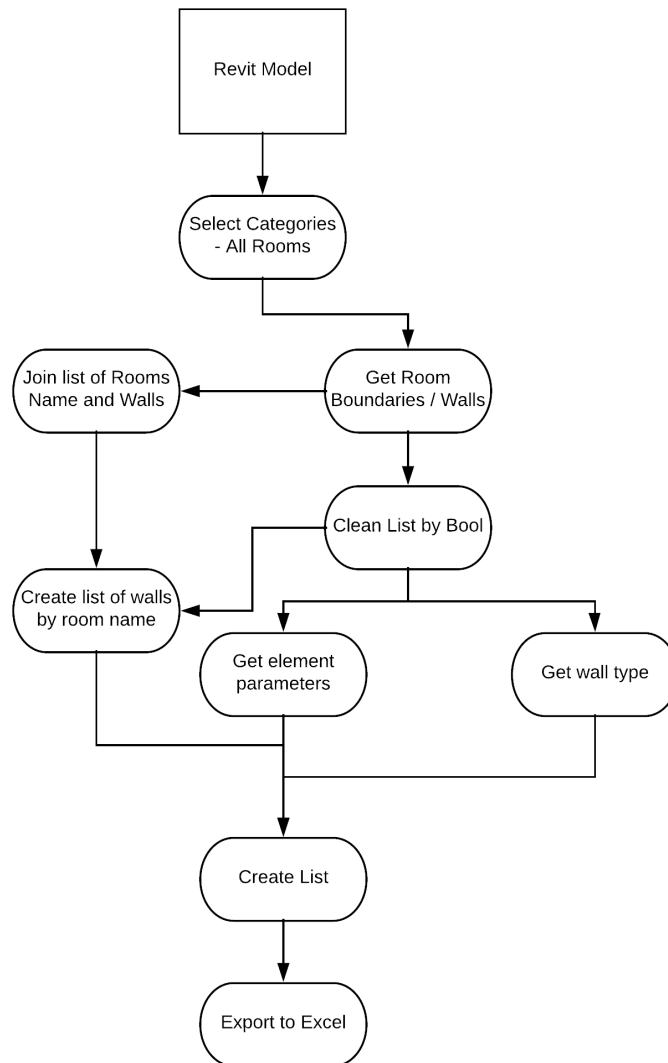 Revit Model
Select Categories
- All Rooms
Join list of Rooms
Name and Walls
Get Room
Boundaries / Walls
Clean List by Bool
Create list of walls
by room name
Get element
parameters
Get wall type
Create List
Export to Excel